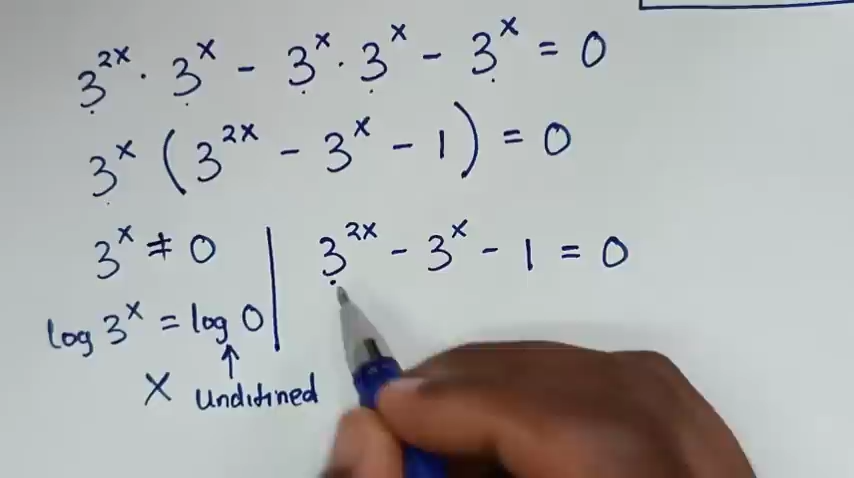 3^{2x} · 3^x - 3^x · 3^x - 3^x = 0
3^x (3^{2x} - 3^x - 1) = 0
3^x ≠ 0 | 3^{2x} - 3^x - 1 = 0
log 3^x = log 0
↑
X undifined